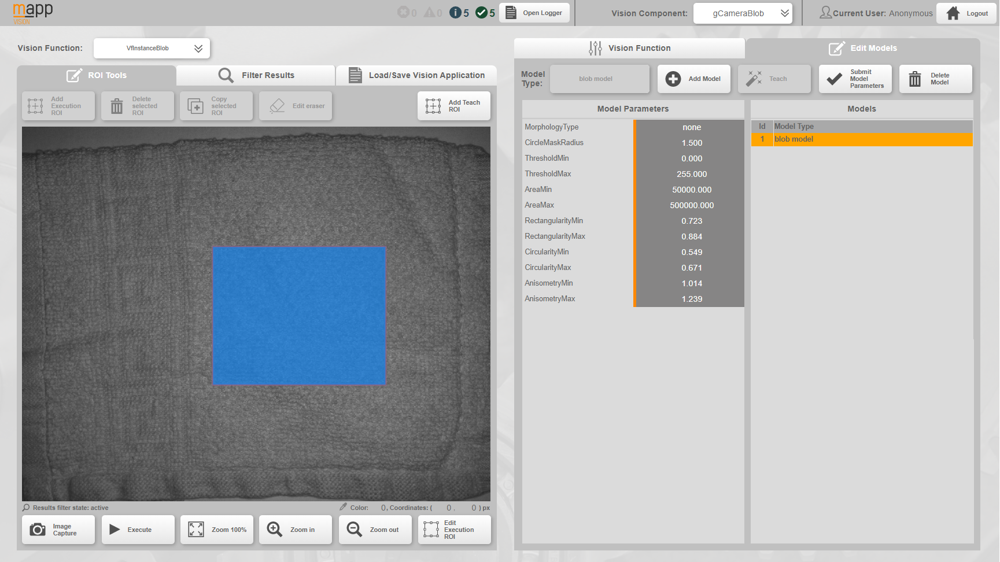 mapp
VISION
0 0 5 5
Open Logger
Vision Component:
gCameraBlob
Current User: Anonymous
Logout
Vision Function:
VfInstanceBlob
ROI Tools
Filter Results
Load/Save Vision Application
Add
Execution
ROI
Delete
selected
ROI
Copy
selected
ROI
Edit eraser
Add Teach
ROI
Results filter state: active
Color: 0, Coordinates: ( 0 , 0 ) px
Image
Capture
Execute
Zoom 100%
Zoom in
Zoom out
Edit
Execution
ROI
Vision Function
Edit Models
Model
Type:
blob model
Add Model
Teach
Submit
Model
Parameters
Delete
Model
Model Parameters
MorphologyType none
CircleMaskRadius 1.500
ThresholdMin 0.000
ThresholdMax 255.000
AreaMin 50000.000
AreaMax 500000.000
RectangularityMin 0.723
RectangularityMax 0.884
CircularityMin 0.549
CircularityMax 0.671
AnisometryMin 1.014
AnisometryMax 1.239
Models
Id Model Type
1 blob model